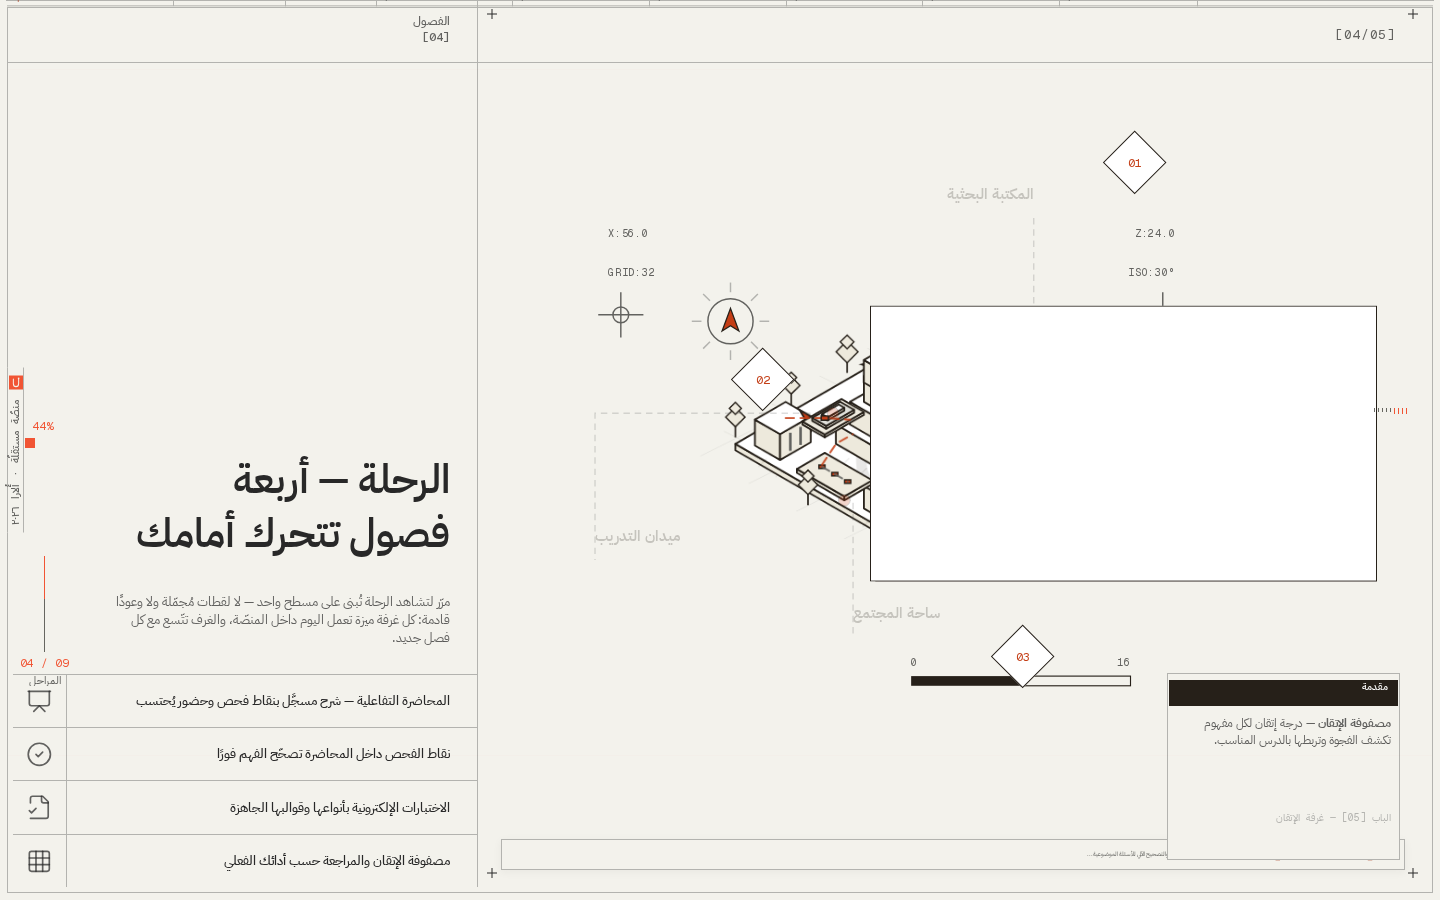 الفصول
[04]
[04/05]
01
المكتبة البحثية
X:56.0
Z:24.0
GRID:32
ISO:30°
02
44%
منصّة مستقلّة · ألارا ٢٠٢٦
الرحلة — أربعة
فصول تتحرك أمامك
ميدان التدريب
مرّر لتشاهد الرحلة تُبنى على مسطح واحد — لا لقطات مُجمّلة ولا وعودًا
قادمة: كل غرفة ميزة تعمل اليوم داخل المنصّة، والغرف تتّسع مع كل
فصل جديد.
ساحة المجتمع
03
0
16
04 / 09
المراحل
المحاضرة التفاعلية — شرح مسجَّل بنقاط فحص وحضور يُحتسب
نقاط الفحص داخل المحاضرة تصحّح الفهم فورًا
الاختبارات الإلكترونية بأنواعها وقوالبها الجاهزة
مصفوفة الإتقان والمراجعة حسب أدائك الفعلي
مقدمة
مصفوفة الإتقان — درجة إتقان لكل مفهوم
تكشف الفجوة وتربطها بالدرس المناسب.
الباب [05] — غرفة الإتقان